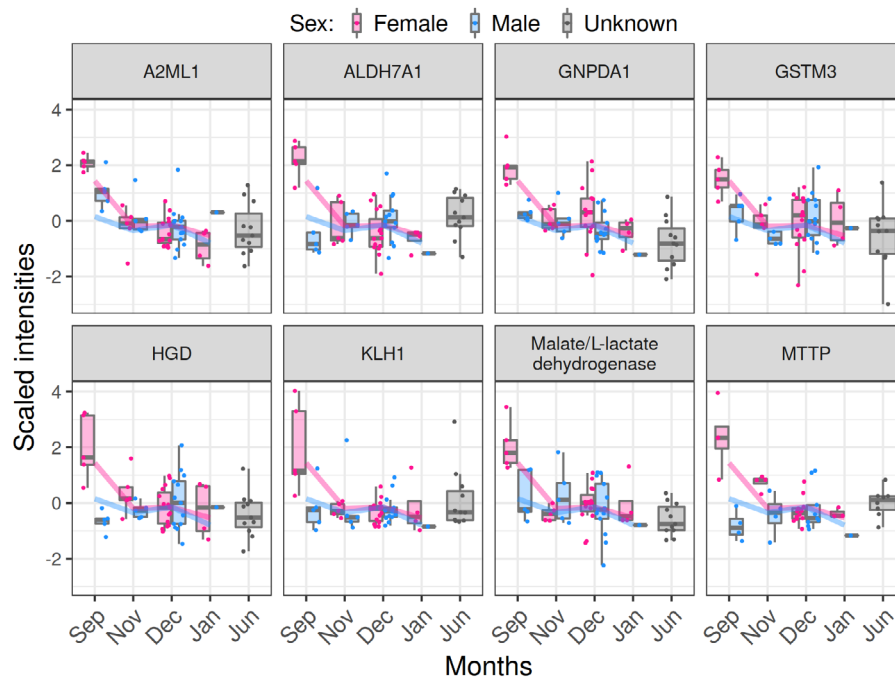 Sex: Female Male Unknown
A2ML1 ALDH7A1 GNPDA1 GSTM3
4
2
0
-2
HGD KLH1 Malate/L-lactate
dehydrogenase MTTP
4
2
0
-2
Scaled intensities
Sep Nov Dec Jan Jun Sep Nov Dec Jan Jun Sep Nov Dec Jan Jun Sep Nov Dec Jan Jun
Months